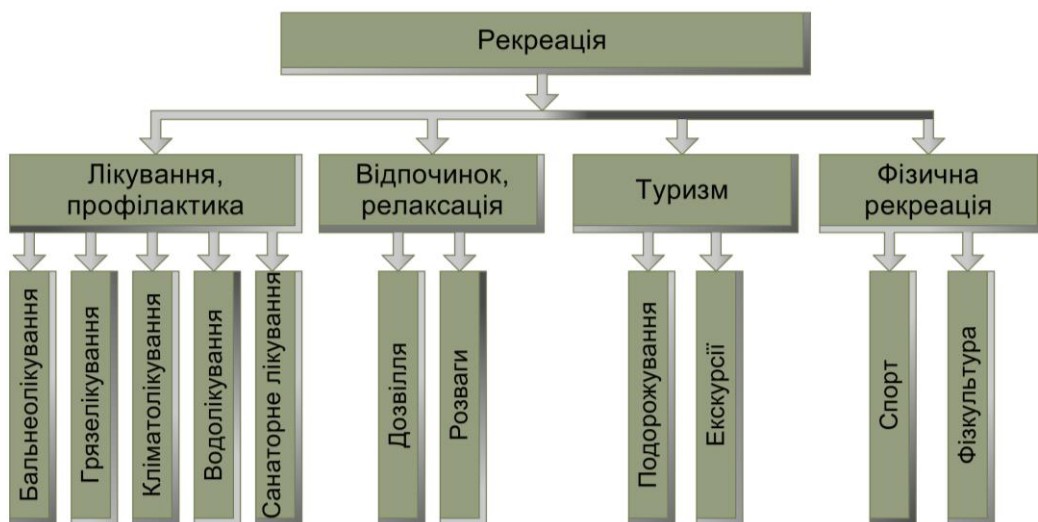 Рекреація
Лікування,
профілактика
Відпочинок,
релаксація
Туризм
Фізична
рекреація
Бальнеолікування
Грязелікування
Кліматолікування
Водолікування
Санаторне лікування
Дозвілля
Розваги
Подорожування
Екскурсії
Спорт
Фізкультура